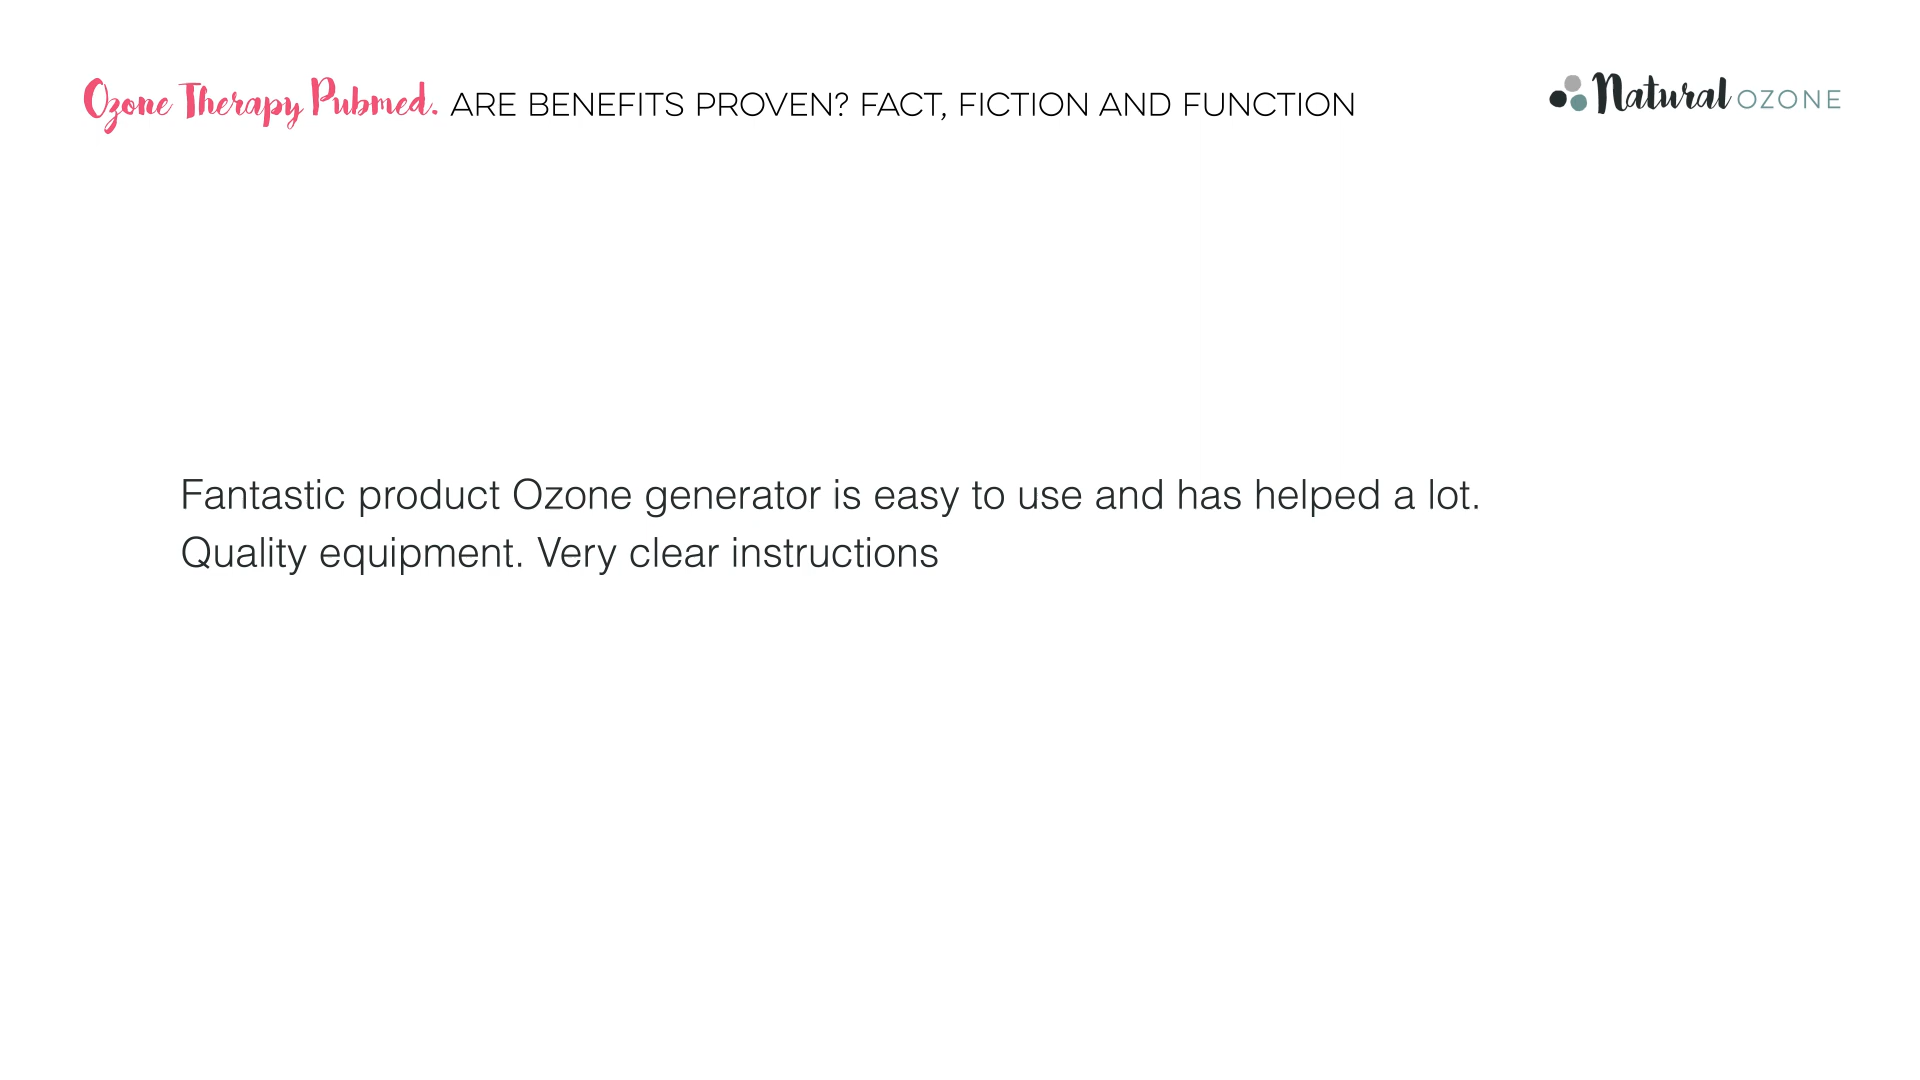 Ozone Therapy Pubmed. ARE BENEFITS PROVEN? FACT, FICTION AND FUNCTION
Natural OZONE
Fantastic product Ozone generator is easy to use and has helped a lot.
Quality equipment. Very clear instructions